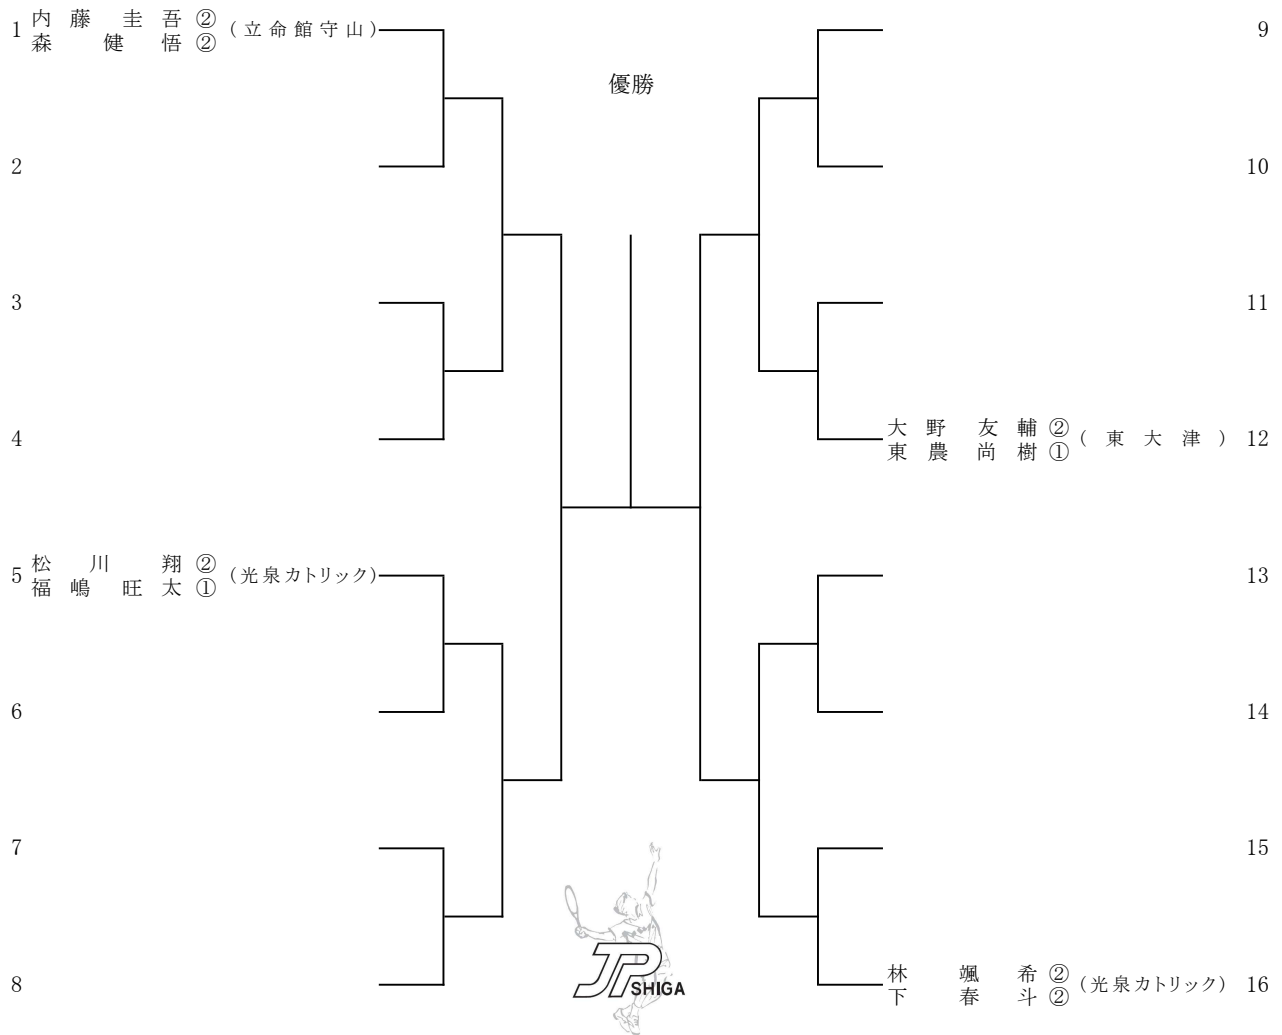 1 内藤圭吾② (立命館守山)
森健悟②
2
3
4
5 松川翔② (光泉カトリック)
福嶋旺太①
6
7
8
優勝
9
10
11
大野友輔② (東大津) 12
東農尚樹①
13
14
15
林颯希② (光泉カトリック) 16
下春斗②
JP
SHIGA